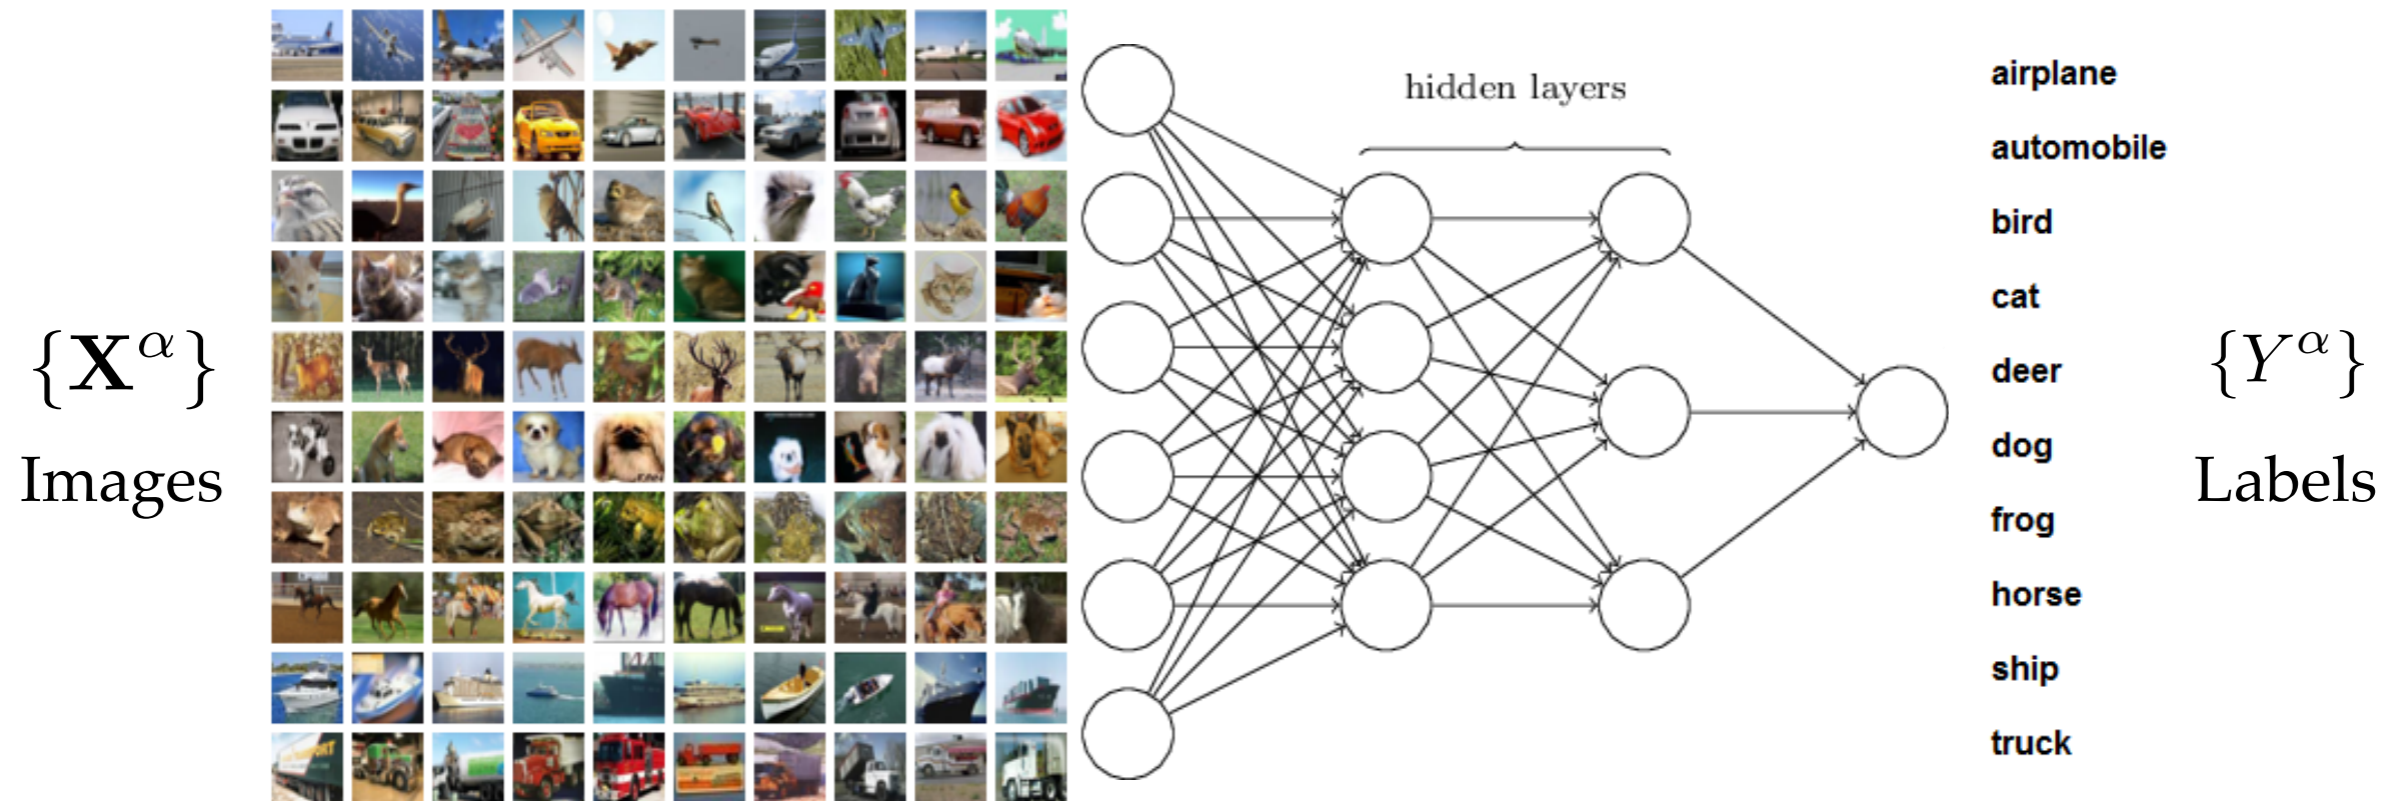 {X^α}
Images
hidden layers
airplane
automobile
bird
cat
deer
dog
frog
horse
ship
truck
{Y^α}
Labels